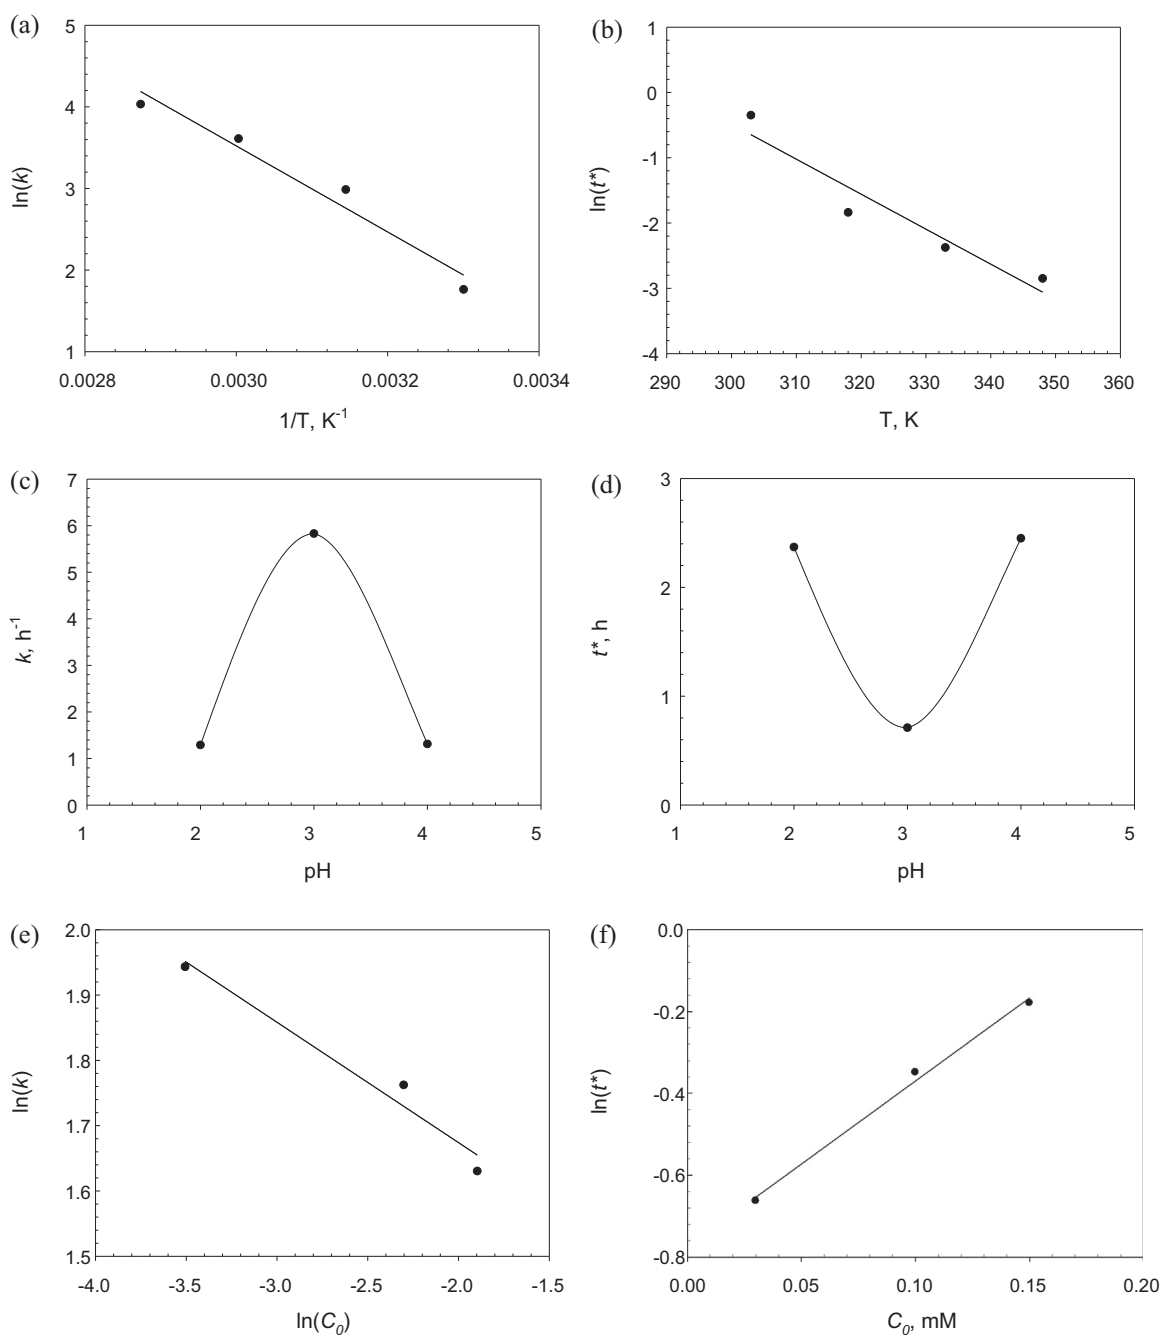 (a)
5
4
3
2
1
ln(k)
0.0028 0.0030 0.0032 0.0034
1/T, K-1
(b)
1
0
-1
-2
-3
-4
ln(t*)
290 300 310 320 330 340 350 360
T, K
(c)
7
6
5
4
3
2
1
0
k, h-1
1 2 3 4 5
pH
(d)
3
2
1
0
t*, h
1 2 3 4 5
pH
(e)
2.0
1.9
1.8
1.7
1.6
1.5
ln(k)
-4.0 -3.5 -3.0 -2.5 -2.0 -1.5
ln(C0)
(f)
0.0
-0.2
-0.4
-0.6
-0.8
ln(t*)
0.00 0.05 0.10 0.15 0.20
C0, mM